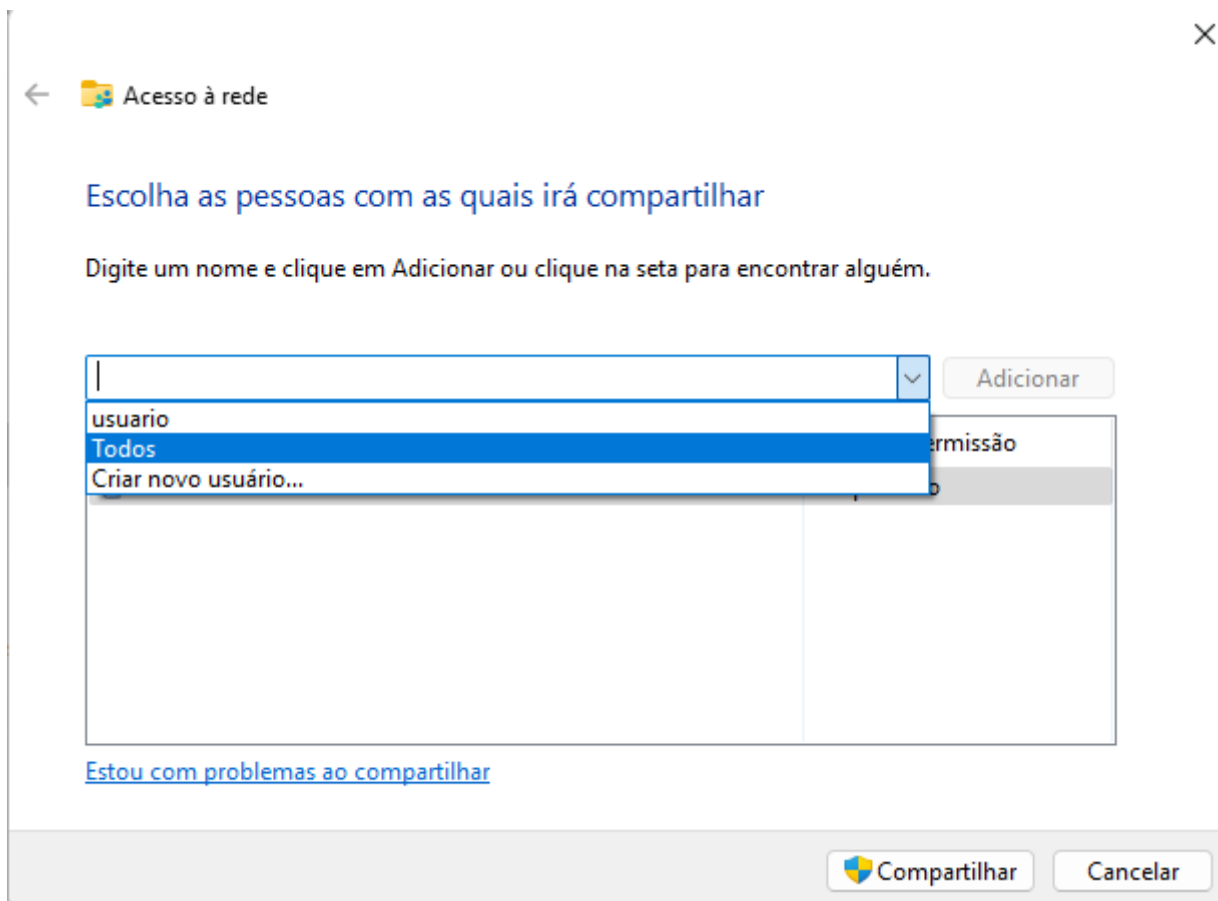 Acesso à rede
Escolha as pessoas com as quais irá compartilhar
Digite um nome e clique em Adicionar ou clique na seta para encontrar alguém.
Adicionar
usuario
Todos
Criar novo usuário...
Estou com problemas ao compartilhar
Compartilhar Cancelar